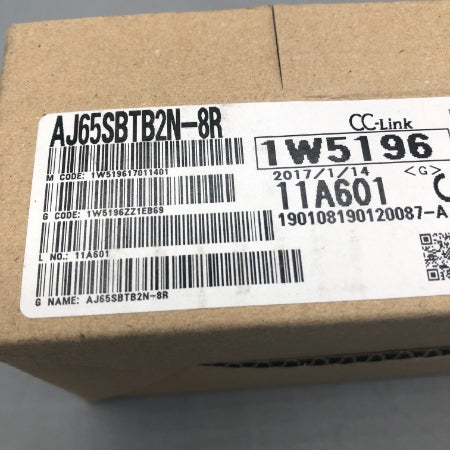 AJ65SBTB2N-8R
CC-Link
1W5196
M CODE: 1W519617011401
2017/1/14 <G>
11A601
G CODE: 1W5196ZZ1EB69
190108190120087-A
L NO.: 11A601
G NAME: AJ65SBTB2N-8R